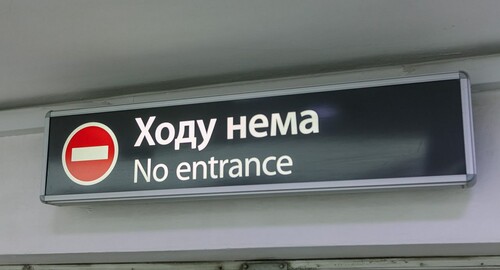 Ходу нема
No entrance